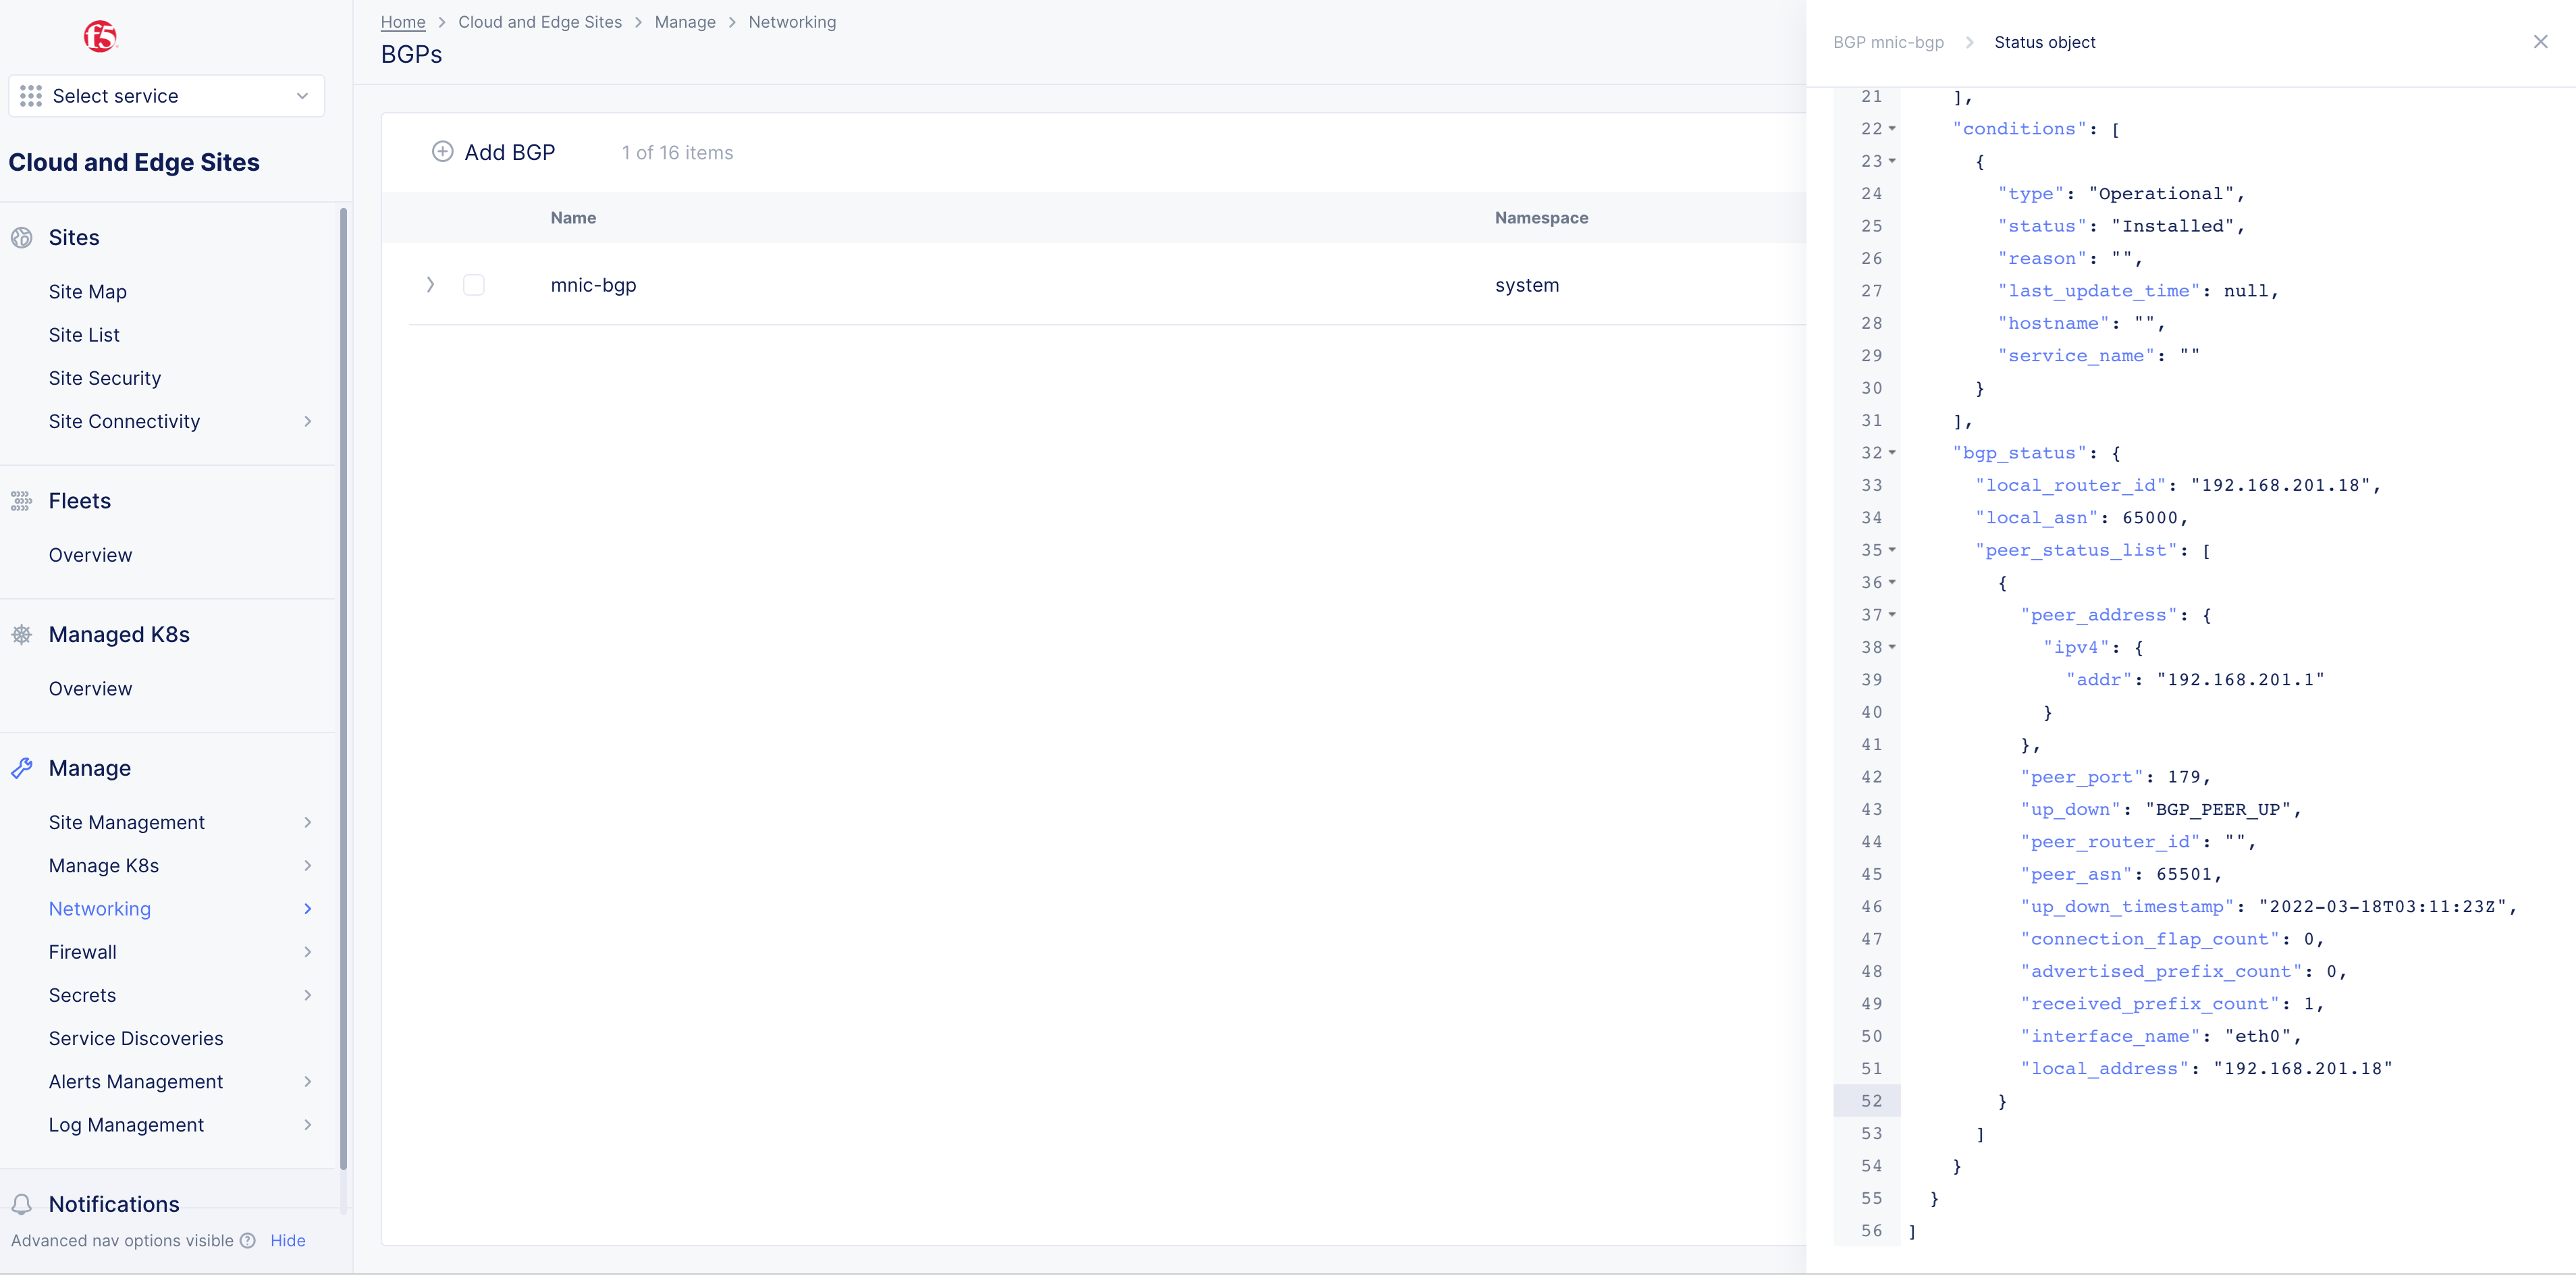 f5
Select service
Cloud and Edge Sites
Sites
Site Map
Site List
Site Security
Site Connectivity
Fleets
Overview
Managed K8s
Overview
Manage
Site Management
Manage K8s
Networking
Firewall
Secrets
Service Discoveries
Alerts Management
Log Management
Notifications
Advanced nav options visible ? Hide
Home > Cloud and Edge Sites > Manage > Networking
BGPs
Add BGP 1 of 16 items
Name Namespace
mnic-bgp system
BGP mnic-bgp > Status object
21 ],
22 "conditions": [
23 {
24 "type": "Operational",
25 "status": "Installed",
26 "reason": "",
27 "last_update_time": null,
28 "hostname": "",
29 "service_name": ""
30 }
31 ],
32 "bgp_status": {
33 "local_router_id": "192.168.201.18",
34 "local_asn": 65000,
35 "peer_status_list": [
36 {
37 "peer_address": {
38 "ipv4": {
39 "addr": "192.168.201.1"
40 }
41 },
42 "peer_port": 179,
43 "up_down": "BGP_PEER_UP",
44 "peer_router_id": "",
45 "peer_asn": 65501,
46 "up_down_timestamp": "2022-03-18T03:11:23Z",
47 "connection_flap_count": 0,
48 "advertised_prefix_count": 0,
49 "received_prefix_count": 1,
50 "interface_name": "eth0",
51 "local_address": "192.168.201.18"
52 }
53 ]
54 }
55 }
56 ]